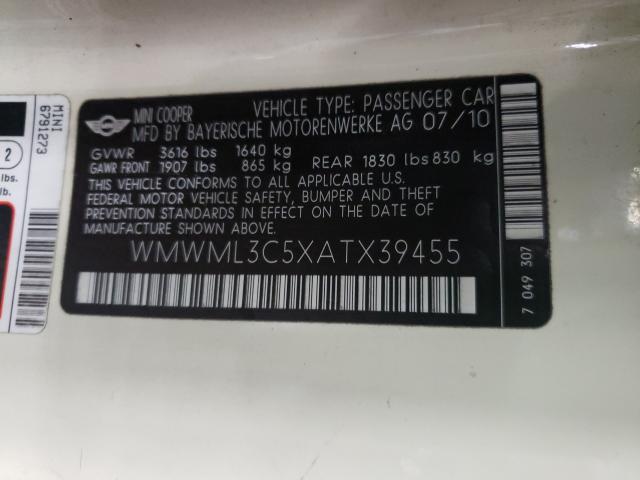 MINI COOPER VEHICLE TYPE: PASSENGER CAR
MFD BY BAYERISCHE MOTORENWERKE AG 07/10
GVWR 3616 lbs 1640 kg
GAWR FRONT 1907 lbs 865 kg REAR 1830 lbs 830 kg
THIS VEHICLE CONFORMS TO ALL APPLICABLE U.S.
FEDERAL MOTOR VEHICLE SAFETY, BUMPER AND THEFT
PREVENTION STANDARDS IN EFFECT ON THE DATE OF
MANUFACTURE SHOWN ABOVE.
WMWML3C5XATX39455
7 049 307
MINI
6791273
2
lbs.
lb.